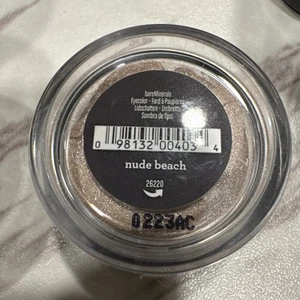 bareMinerals
Eyecolor • Fard à Paupières
Lidschatten • Ombretto
Sombra de Ojos
0 98132 00403 4
nude beach
26220
0223AC